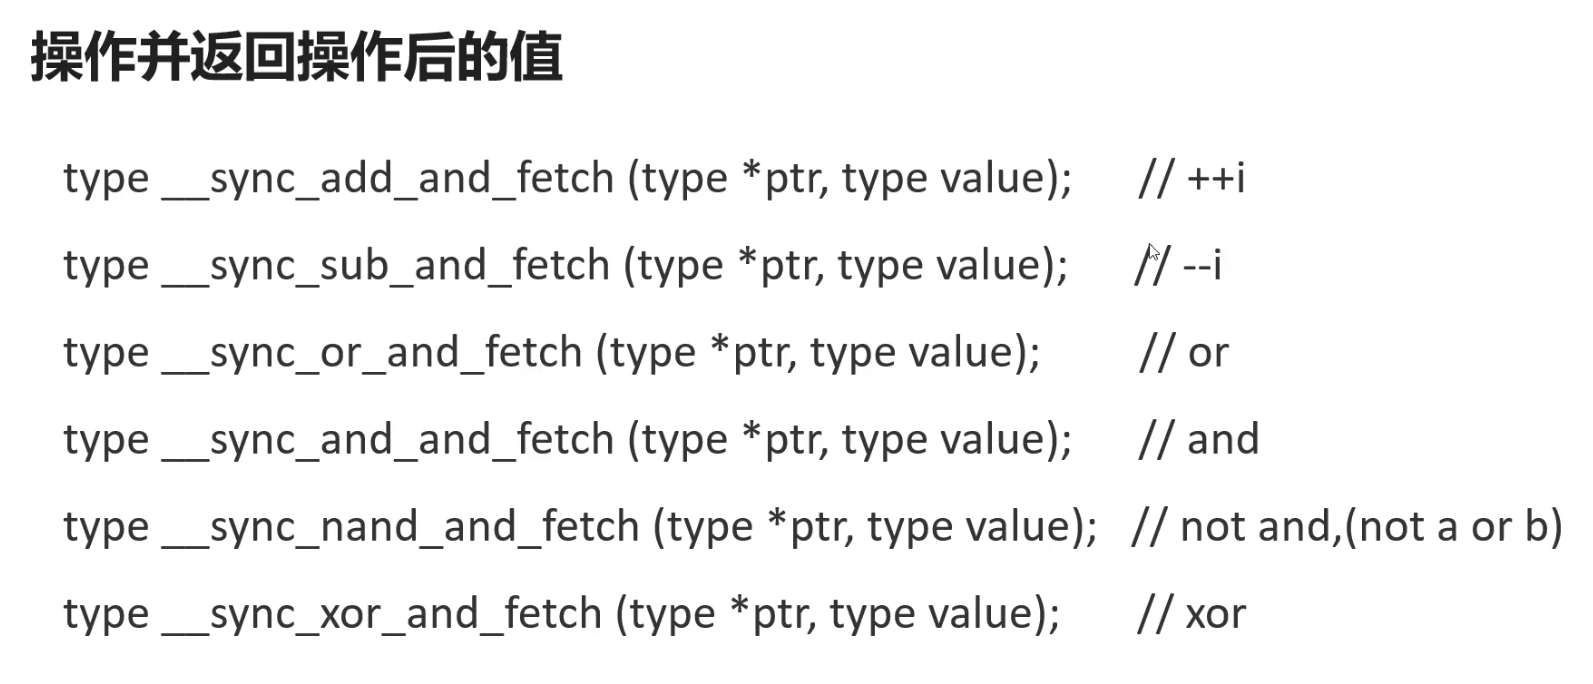 操作并返回操作后的值
type __sync_add_and_fetch (type *ptr, type value); // ++i
type __sync_sub_and_fetch (type *ptr, type value); // --i
type __sync_or_and_fetch (type *ptr, type value); // or
type __sync_and_and_fetch (type *ptr, type value); // and
type __sync_nand_and_fetch (type *ptr, type value); // not and,(not a or b)
type __sync_xor_and_fetch (type *ptr, type value); // xor